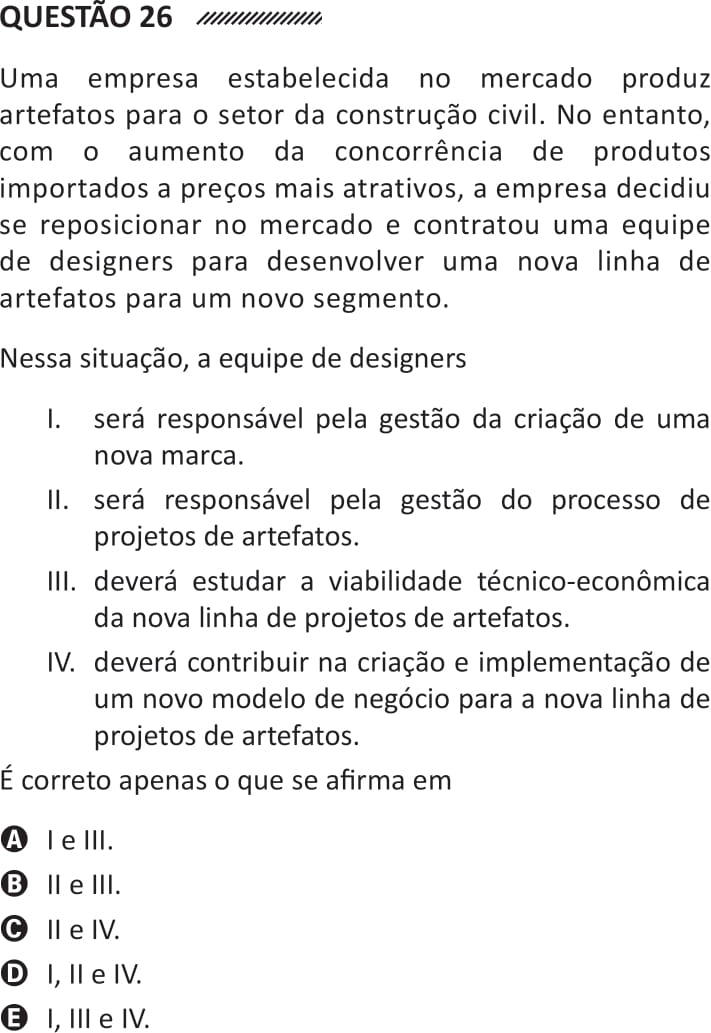 QUESTÃO 26
Uma empresa estabelecida no mercado produz
artefatos para o setor da construção civil. No entanto,
com o aumento da concorrência de produtos
importados a preços mais atrativos, a empresa decidiu
se reposicionar no mercado e contratou uma equipe
de designers para desenvolver uma nova linha de
artefatos para um novo segmento.
Nessa situação, a equipe de designers
I. será responsável pela gestão da criação de uma
nova marca.
II. será responsável pela gestão do processo de
projetos de artefatos.
III. deverá estudar a viabilidade técnico-econômica
da nova linha de projetos de artefatos.
IV. deverá contribuir na criação e implementação de
um novo modelo de negócio para a nova linha de
projetos de artefatos.
É correto apenas o que se afirma em
A I e III.
B II e III.
C II e IV.
D I, II e IV.
E I, III e IV.